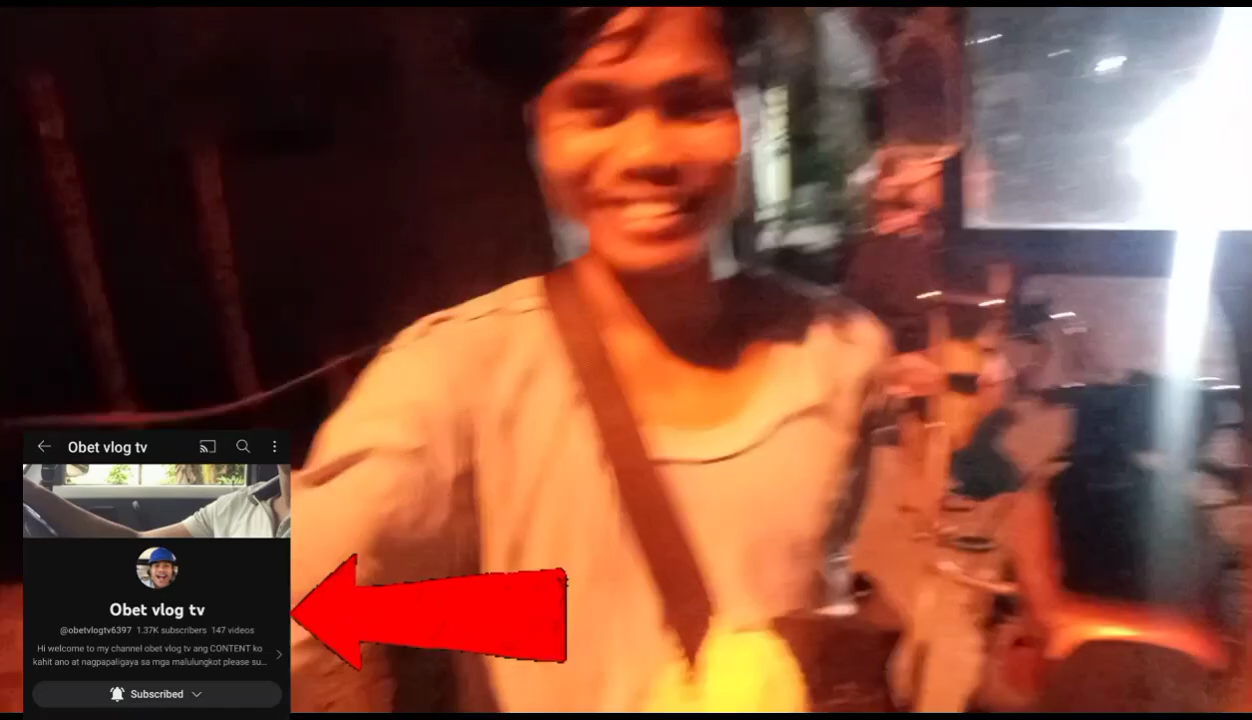 Obet vlog tv
Obet vlog tv
@obetvlogtv6397 1.37K subscribers 147 videos
Hi welcome to my channel obet vlog tv ang CONTENT ko
kahit ano at nagpapaligaya sa mga malulungkot please su...
Subscribed